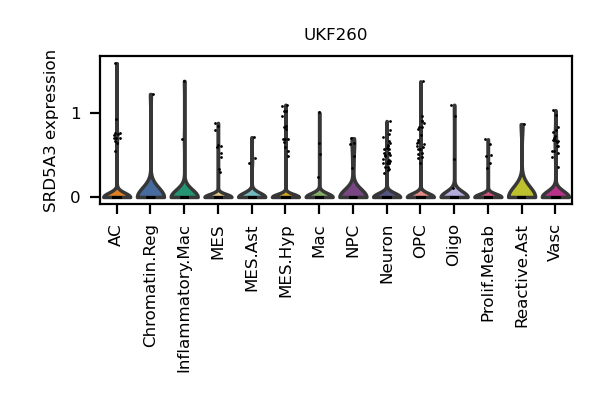 UKF260
SRD5A3 expression
1
0
AC
Chromatin.Reg
Inflammatory.Mac
MES
MES.Ast
MES.Hyp
Mac
NPC
Neuron
OPC
Oligo
Prolif.Metab
Reactive.Ast
Vasc